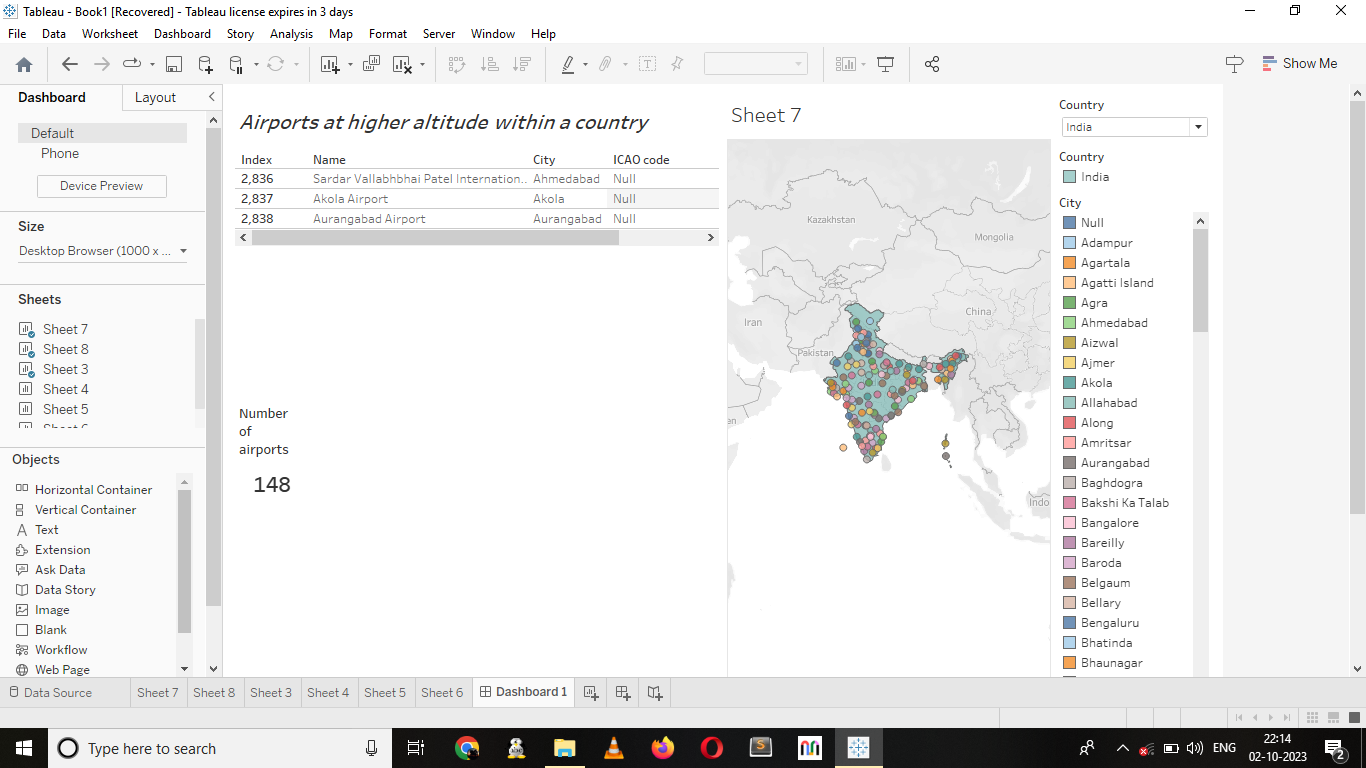 Tableau - Book1 [Recovered] - Tableau license expires in 3 days
File Data Worksheet Dashboard Story Analysis Map Format Server Window Help
Show Me
Dashboard Layout
Default
Phone
Device Preview
Size
Desktop Browser (1000 x ...
Sheets
Sheet 7
Sheet 8
Sheet 3
Sheet 4
Sheet 5
Objects
Horizontal Container
Vertical Container
Text
Extension
Ask Data
Data Story
Image
Blank
Workflow
Web Page
Airports at higher altitude within a country
Index Name City ICAO code
2,836 Sardar Vallabhbhai Patel Internation.. Ahmedabad Null
2,837 Akola Airport Akola Null
2,838 Aurangabad Airport Aurangabad Null
Number
of
airports
148
Sheet 7
Kazakhstan
Mongolia
China
Iran
Pakistan
en
Indo
Country
India
Country
India
City
Null
Adampur
Agartala
Agatti Island
Agra
Ahmedabad
Aizwal
Ajmer
Akola
Allahabad
Along
Amritsar
Aurangabad
Baghdogra
Bakshi Ka Talab
Bangalore
Bareilly
Baroda
Belgaum
Bellary
Bengaluru
Bhatinda
Bhaunagar
Data Source Sheet 7 Sheet 8 Sheet 3 Sheet 4 Sheet 5 Sheet 6 Dashboard 1
Type here to search
ENG
22:14
02-10-2023
2